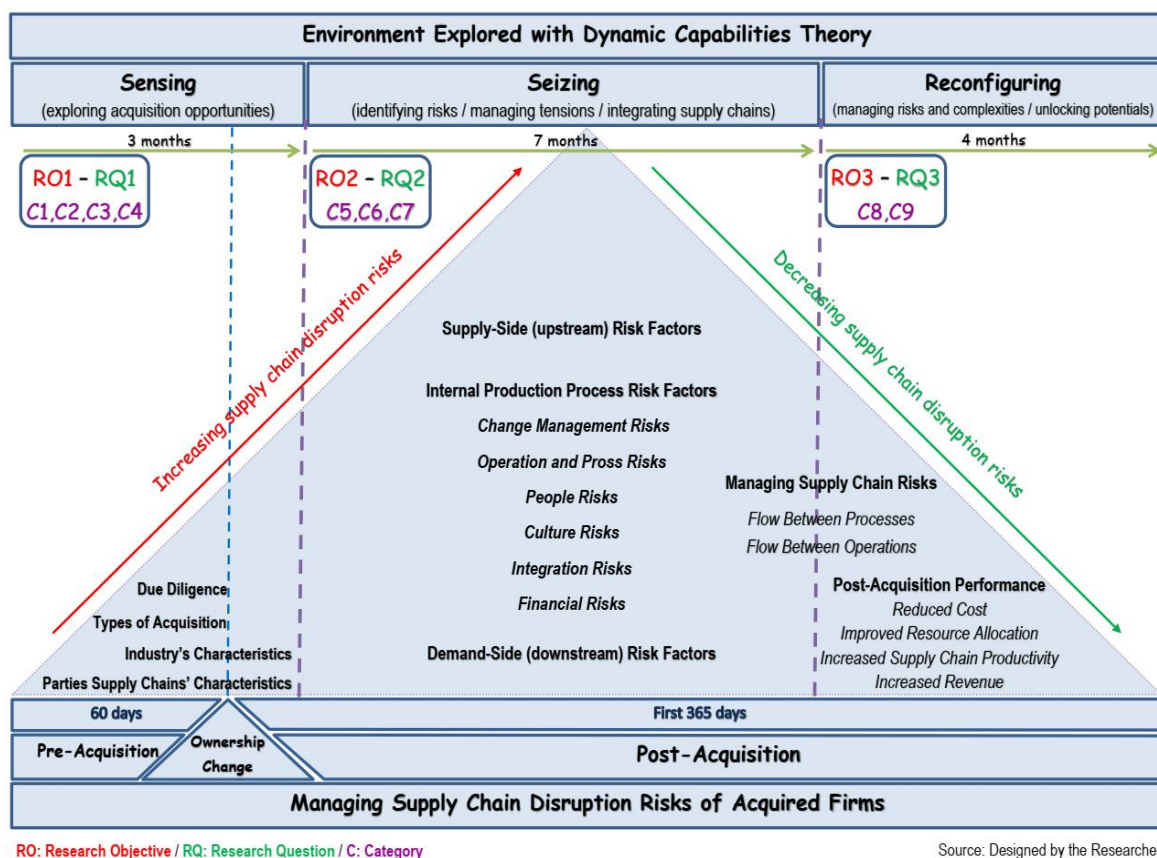 Environment Explored with Dynamic Capabilities Theory
Sensing
(exploring acquisition opportunities)
Seizing
(identifying risks / managing tensions / integrating supply chains)
Reconfiguring
(managing risks and complexities / unlocking potentials)
3 months
7 months
4 months
RO1 – RQ1
C1,C2,C3,C4
RO2 – RQ2
C5,C6,C7
RO3 – RQ3
C8,C9
Increasing supply chain disruption risks
Decreasing supply chain disruption risks
Supply-Side (upstream) Risk Factors
Internal Production Process Risk Factors
Change Management Risks
Operation and Pross Risks
People Risks
Culture Risks
Integration Risks
Financial Risks
Demand-Side (downstream) Risk Factors
Due Diligence
Types of Acquisition
Industry's Characteristics
Parties Supply Chains' Characteristics
Managing Supply Chain Risks
Flow Between Processes
Flow Between Operations
Post-Acquisition Performance
Reduced Cost
Improved Resource Allocation
Increased Supply Chain Productivity
Increased Revenue
60 days
First 365 days
Pre-Acquisition
Ownership
Change
Post-Acquisition
Managing Supply Chain Disruption Risks of Acquired Firms
RO: Research Objective / RQ: Research Question / C: Category
Source: Designed by the Researche